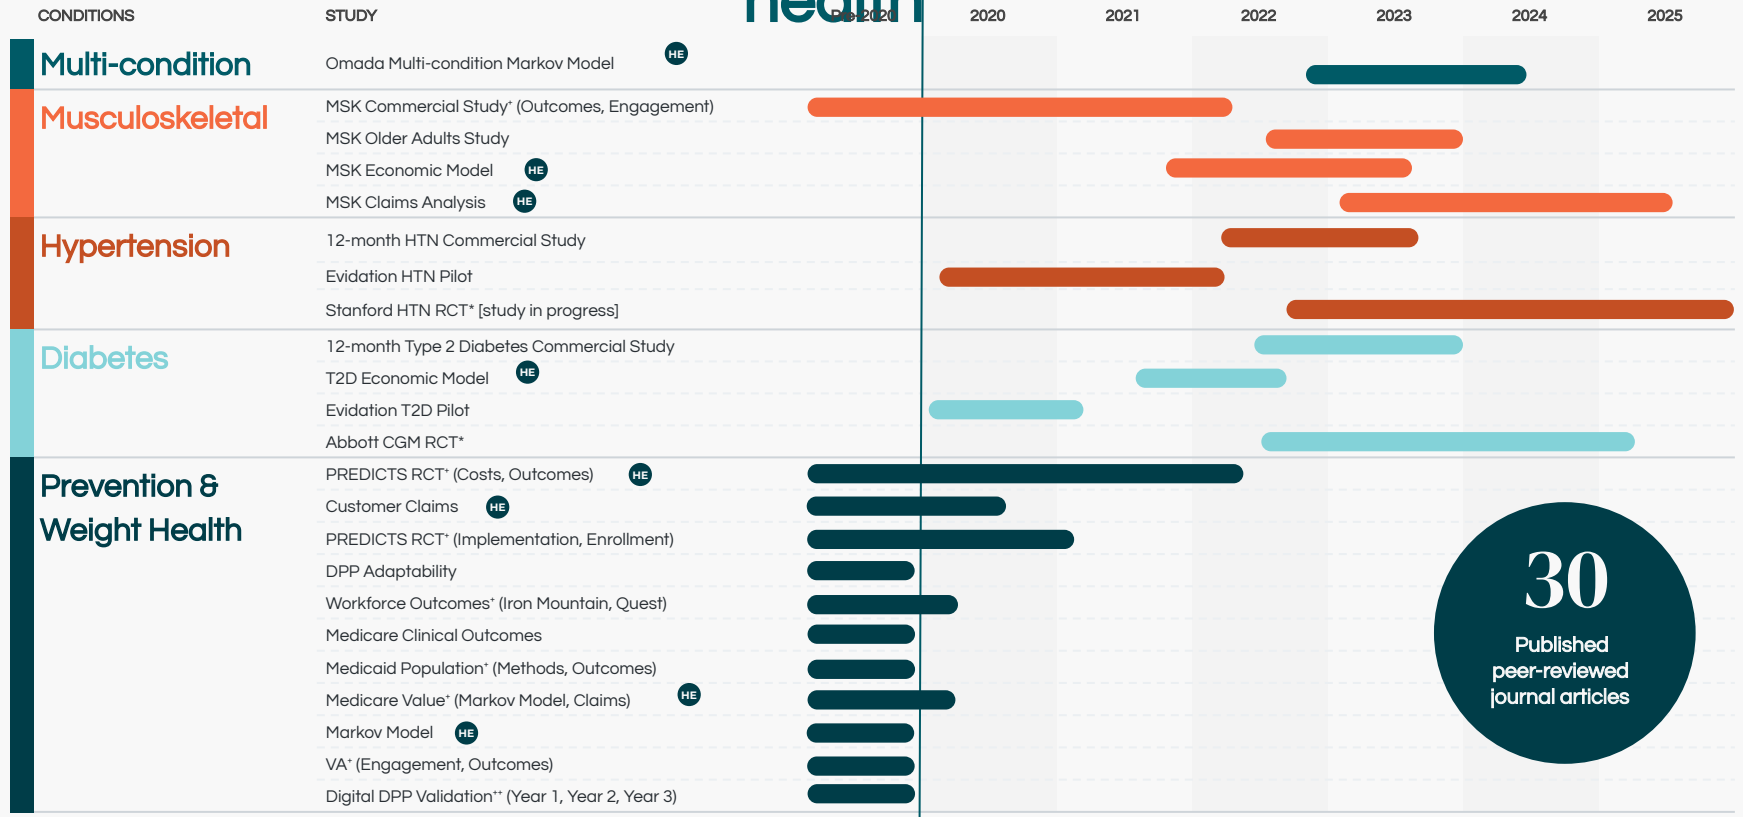 health
CONDITIONS STUDY Pre-2020 2020 2021 2022 2023 2024 2025
Multi-condition
Omada Multi-condition Markov Model HE
Musculoskeletal
MSK Commercial Study+ (Outcomes, Engagement)
MSK Older Adults Study
MSK Economic Model HE
MSK Claims Analysis HE
Hypertension
12-month HTN Commercial Study
Evidation HTN Pilot
Stanford HTN RCT* [study in progress]
Diabetes
12-month Type 2 Diabetes Commercial Study
T2D Economic Model HE
Evidation T2D Pilot
Abbott CGM RCT*
Prevention &
Weight Health
PREDICTS RCT+ (Costs, Outcomes) HE
Customer Claims HE
PREDICTS RCT+ (Implementation, Enrollment)
DPP Adaptability
Workforce Outcomes+ (Iron Mountain, Quest)
Medicare Clinical Outcomes
Medicaid Population+ (Methods, Outcomes)
Medicare Value+ (Markov Model, Claims) HE
Markov Model HE
VA+ (Engagement, Outcomes)
Digital DPP Validation++ (Year 1, Year 2, Year 3)
30
Published
peer-reviewed
journal articles